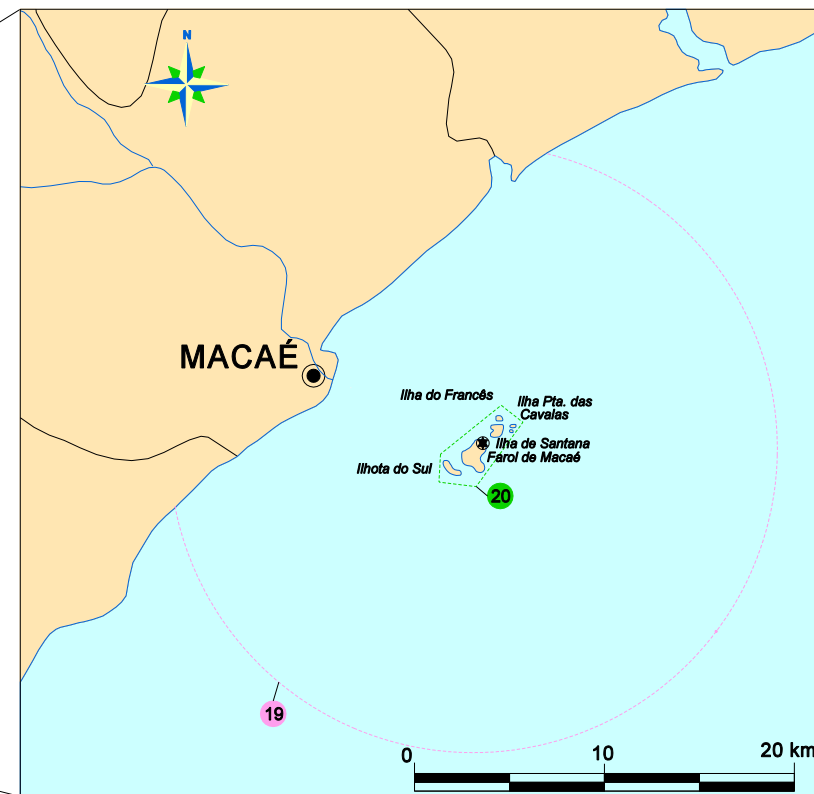 N
MACAÉ
Ilha do Francês
Ilha Pta. das
Cavalas
Ilha de Santana
Farol de Macaé
Ilhota do Sul
20
19
0
10
20 km